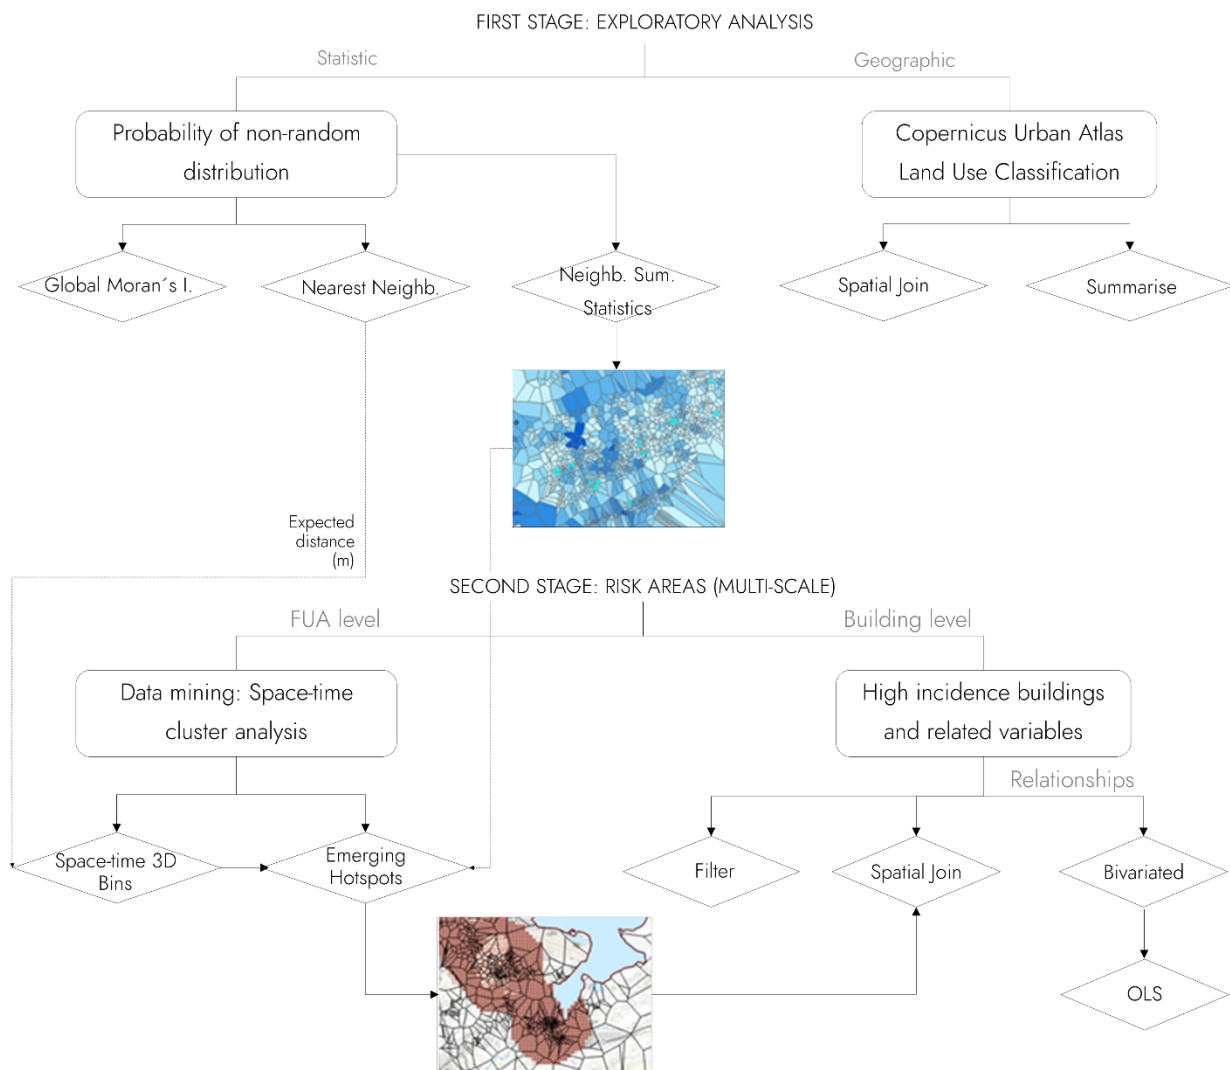 FIRST STAGE: EXPLORATORY ANALYSIS
Statistic
Geographic
Probability of non-random
distribution
Copernicus Urban Atlas
Land Use Classification
Global Moran´s I.
Nearest Neighb.
Neighb. Sum.
Statistics
Spatial Join
Summarise
Expected
distance
(m)
SECOND STAGE: RISK AREAS (MULTI-SCALE)
FUA level
Building level
Data mining: Space-time
cluster analysis
High incidence buildings
and related variables
Relationships
Space-time 3D
Bins
Emerging
Hotspots
Filter
Spatial Join
Bivariated
OLS